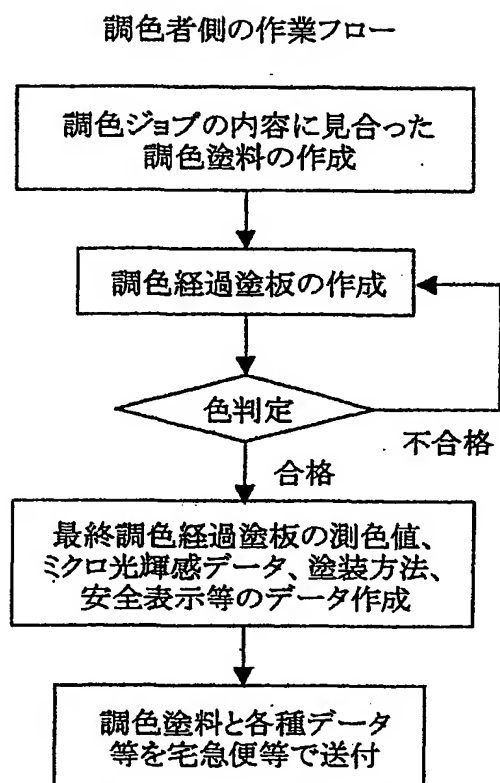 調色者側の作業フロー
調色ジョブの内容に見合った
調色塗料の作成
調色経過塗板の作成
色判定
不合格
合格
最終調色経過塗板の測色値、
ミクロ光輝感データ、塗装方法、
安全表示等のデータ作成
調色塗料と各種データ
等を宅急便等で送付